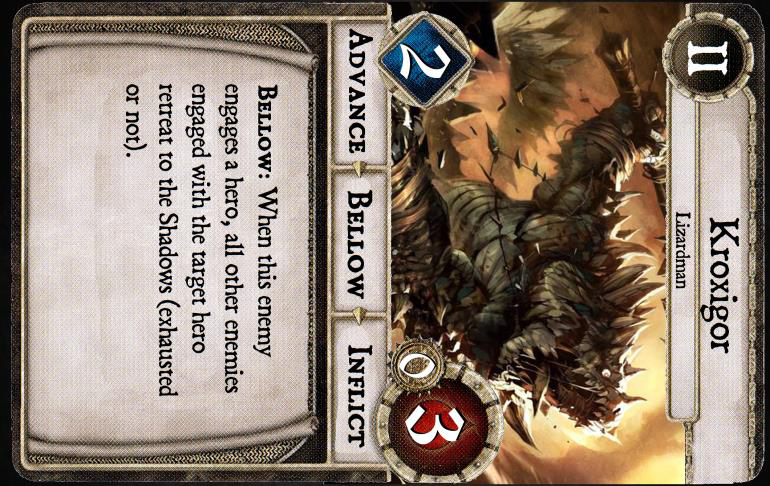 11
Kroxigor
Lizardman
2
0
3
ADVANCE BELLOW INFLICT
BELLOW: When this enemy
engages a hero, all other enemies
engaged with the target hero
retreat to the Shadows (exhausted
or not).